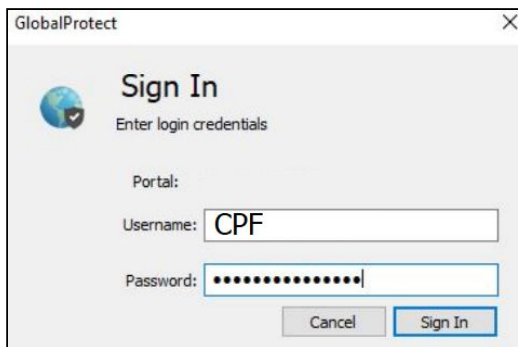 GlobalProtect
Sign In
Enter login credentials
Portal:
Username: CPF
Password: •••••••••••••••
Cancel Sign In